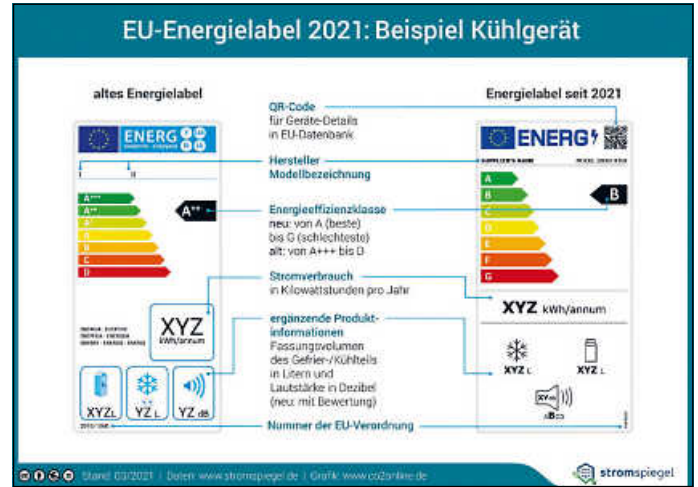 EU-Energielabel 2021: Beispiel Kühlgerät
altes Energielabel
ENERG
I
II
A+++
A++
A+
A
B
C
D
A++
XYZ
kWh/annum
XYZL
YZ L
YZ dB
QR-Code
für Geräte-Details
in EU-Datenbank
Hersteller
Modellbezeichnung
Energieeffizienzklasse
neu: von A (beste)
bis G (schlechteste)
alt: von A+++ bis D
Stromverbrauch
in Kilowattstunden pro Jahr
ergänzende Produkt-
informationen
Fassungsvolumen
des Gefrier-/Kühlteils
in Litern und
Lautstärke in Dezibel
(neu: mit Bewertung)
Nummer der EU-Verordnung
Energielabel seit 2021
ENERG
SUPPLIER'S NAME
A
B
C
D
E
F
G
B
XYZ kWh/annum
XYZ L
XYZ L
Stand: 03/2021 | Daten: www.stromspiegel.de | Grafik: www.co2online.de
stromspiegel